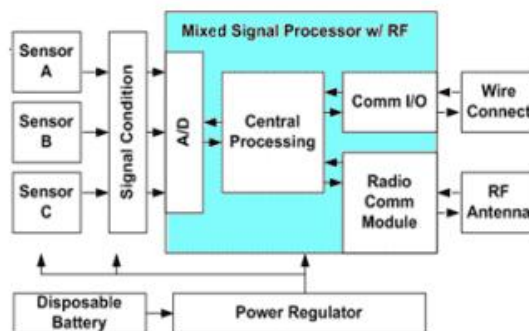 Mixed Signal Processor w/ RF
Sensor
A
Sensor
B
Sensor
C
Signal Condition
A/D
Central
Processing
Comm I/O
Radio
Comm
Module
Wire
Connect
RF
Antenna
Disposable
Battery
Power Regulator